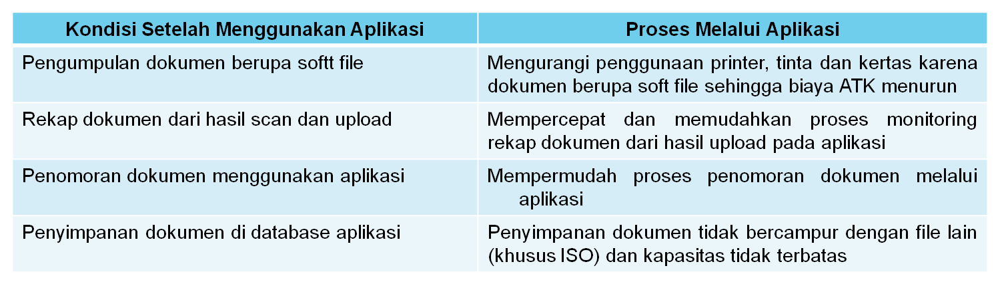 Kondisi Setelah Menggunakan Aplikasi
Proses Melalui Aplikasi
Pengumpulan dokumen berupa softt file
Mengurangi penggunaan printer, tinta dan kertas karena
dokumen berupa soft file sehingga biaya ATK menurun
Rekap dokumen dari hasil scan dan upload
Mempercepat dan memudahkan proses monitoring
rekap dokumen dari hasil upload pada aplikasi
Penomoran dokumen menggunakan aplikasi
Mempermudah proses penomoran dokumen melalui
aplikasi
Penyimpanan dokumen di database aplikasi
Penyimpanan dokumen tidak bercampur dengan file lain
(khusus ISO) dan kapasitas tidak terbatas